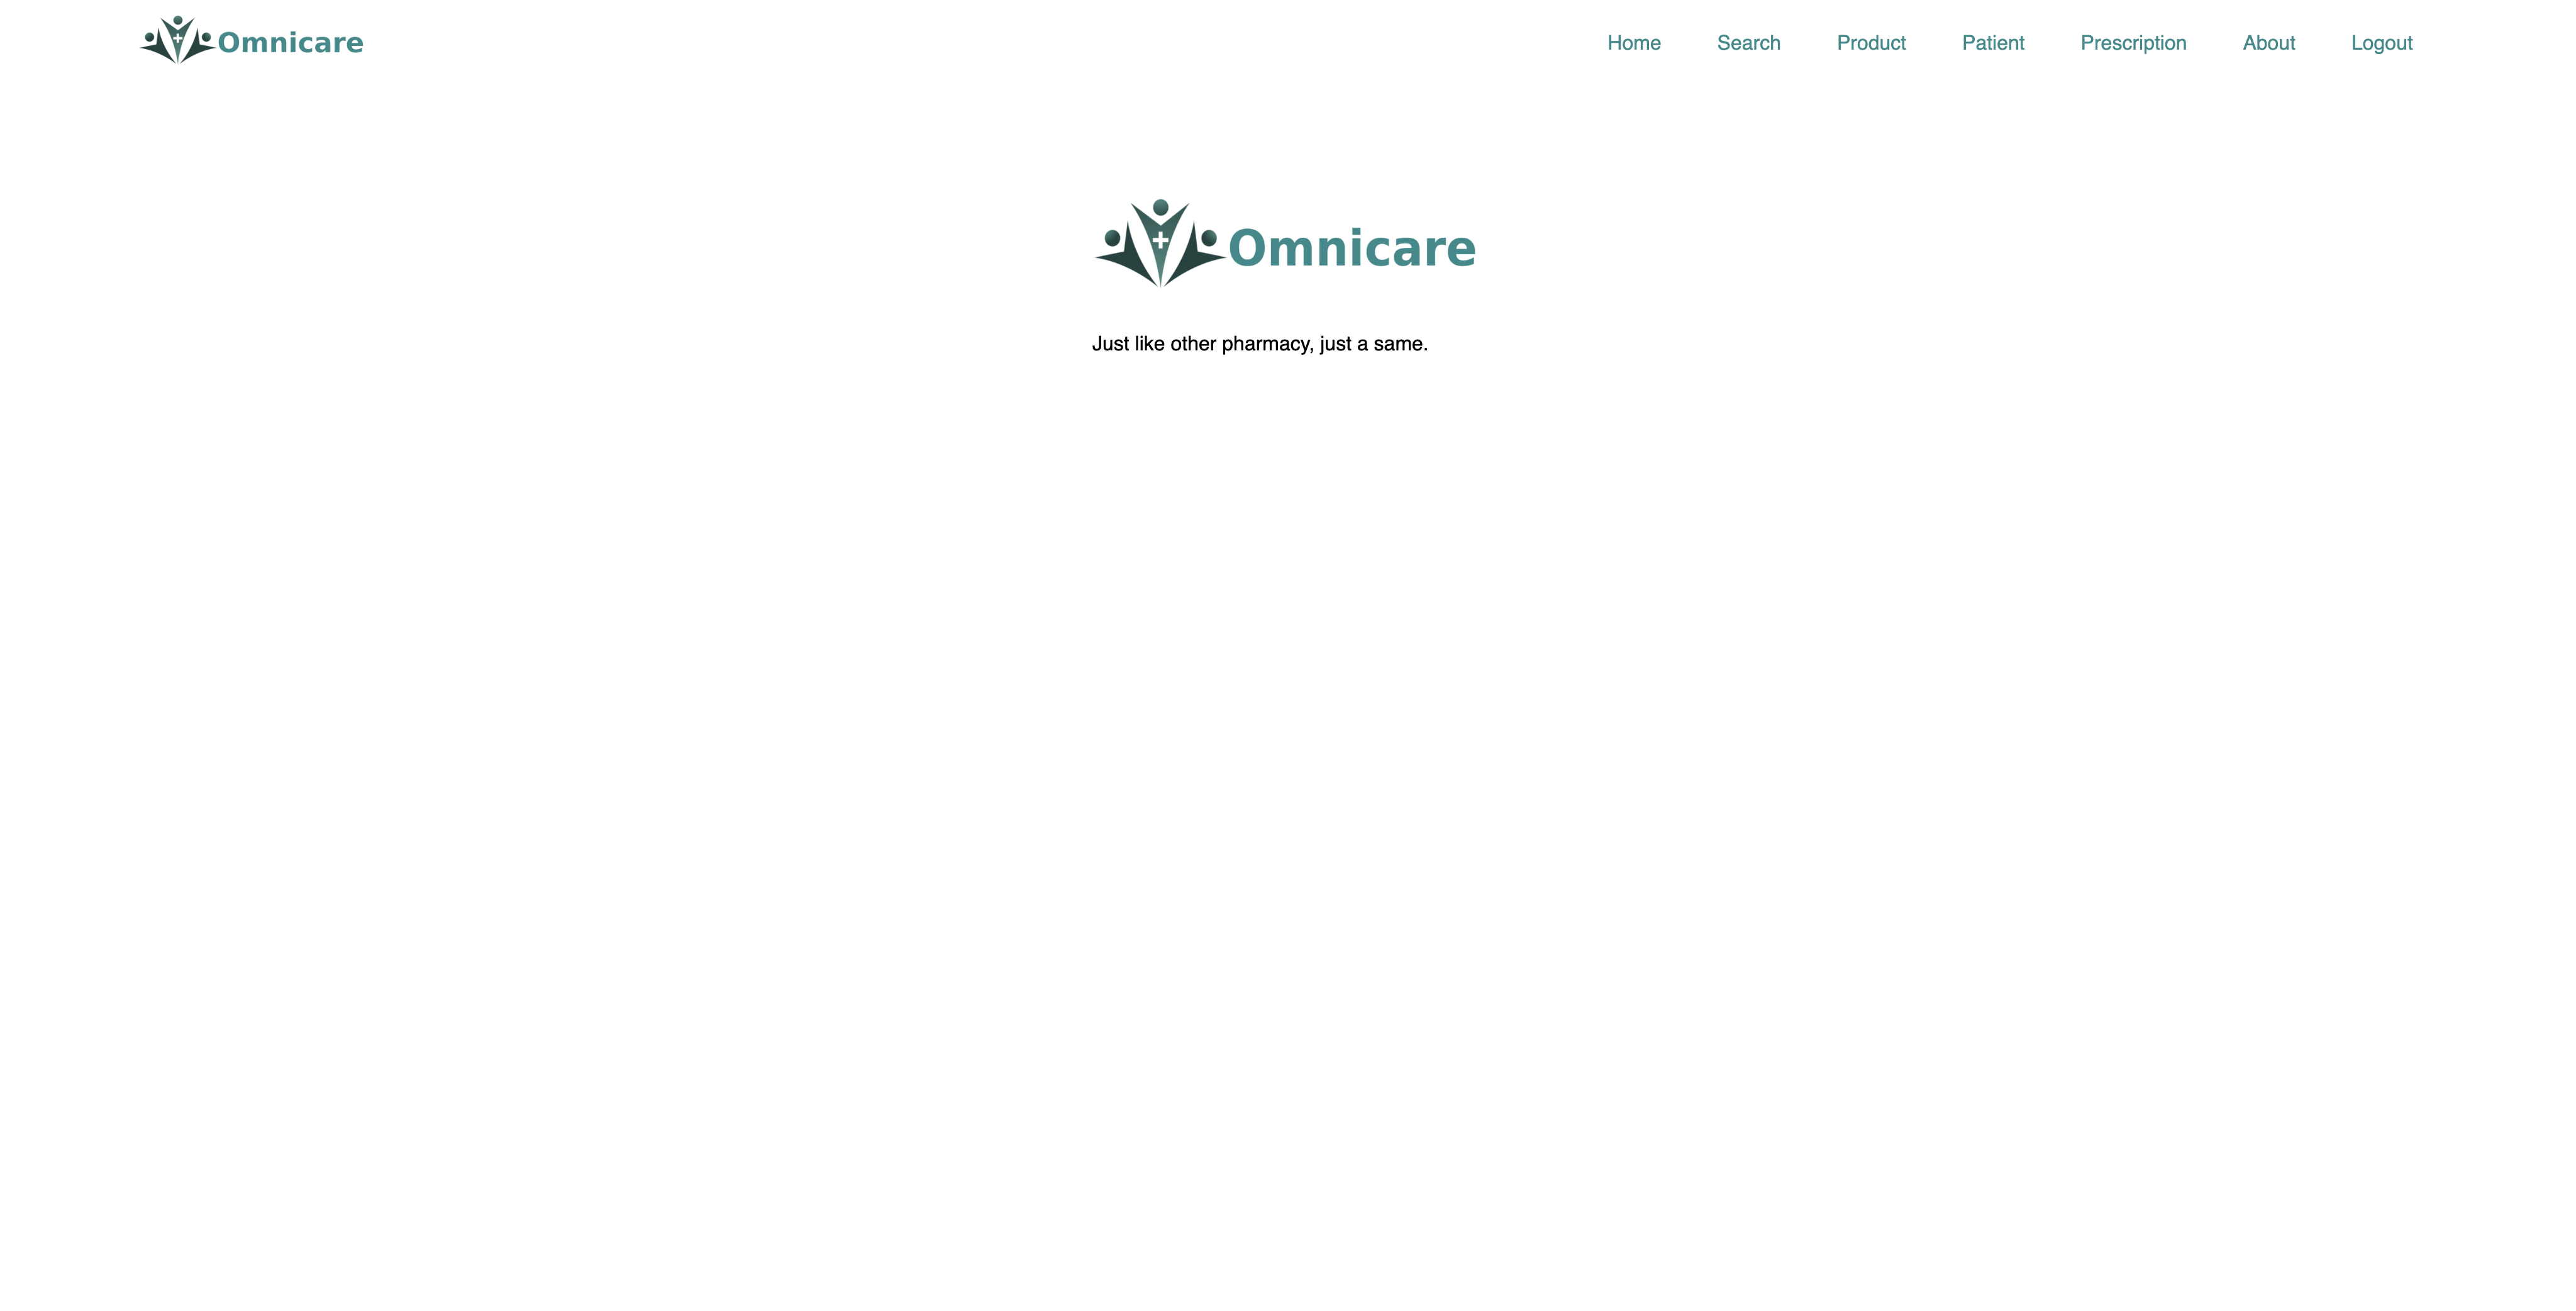 Omnicare
Home Search Product Patient Prescription About Logout
Omnicare
Just like other pharmacy, just a same.